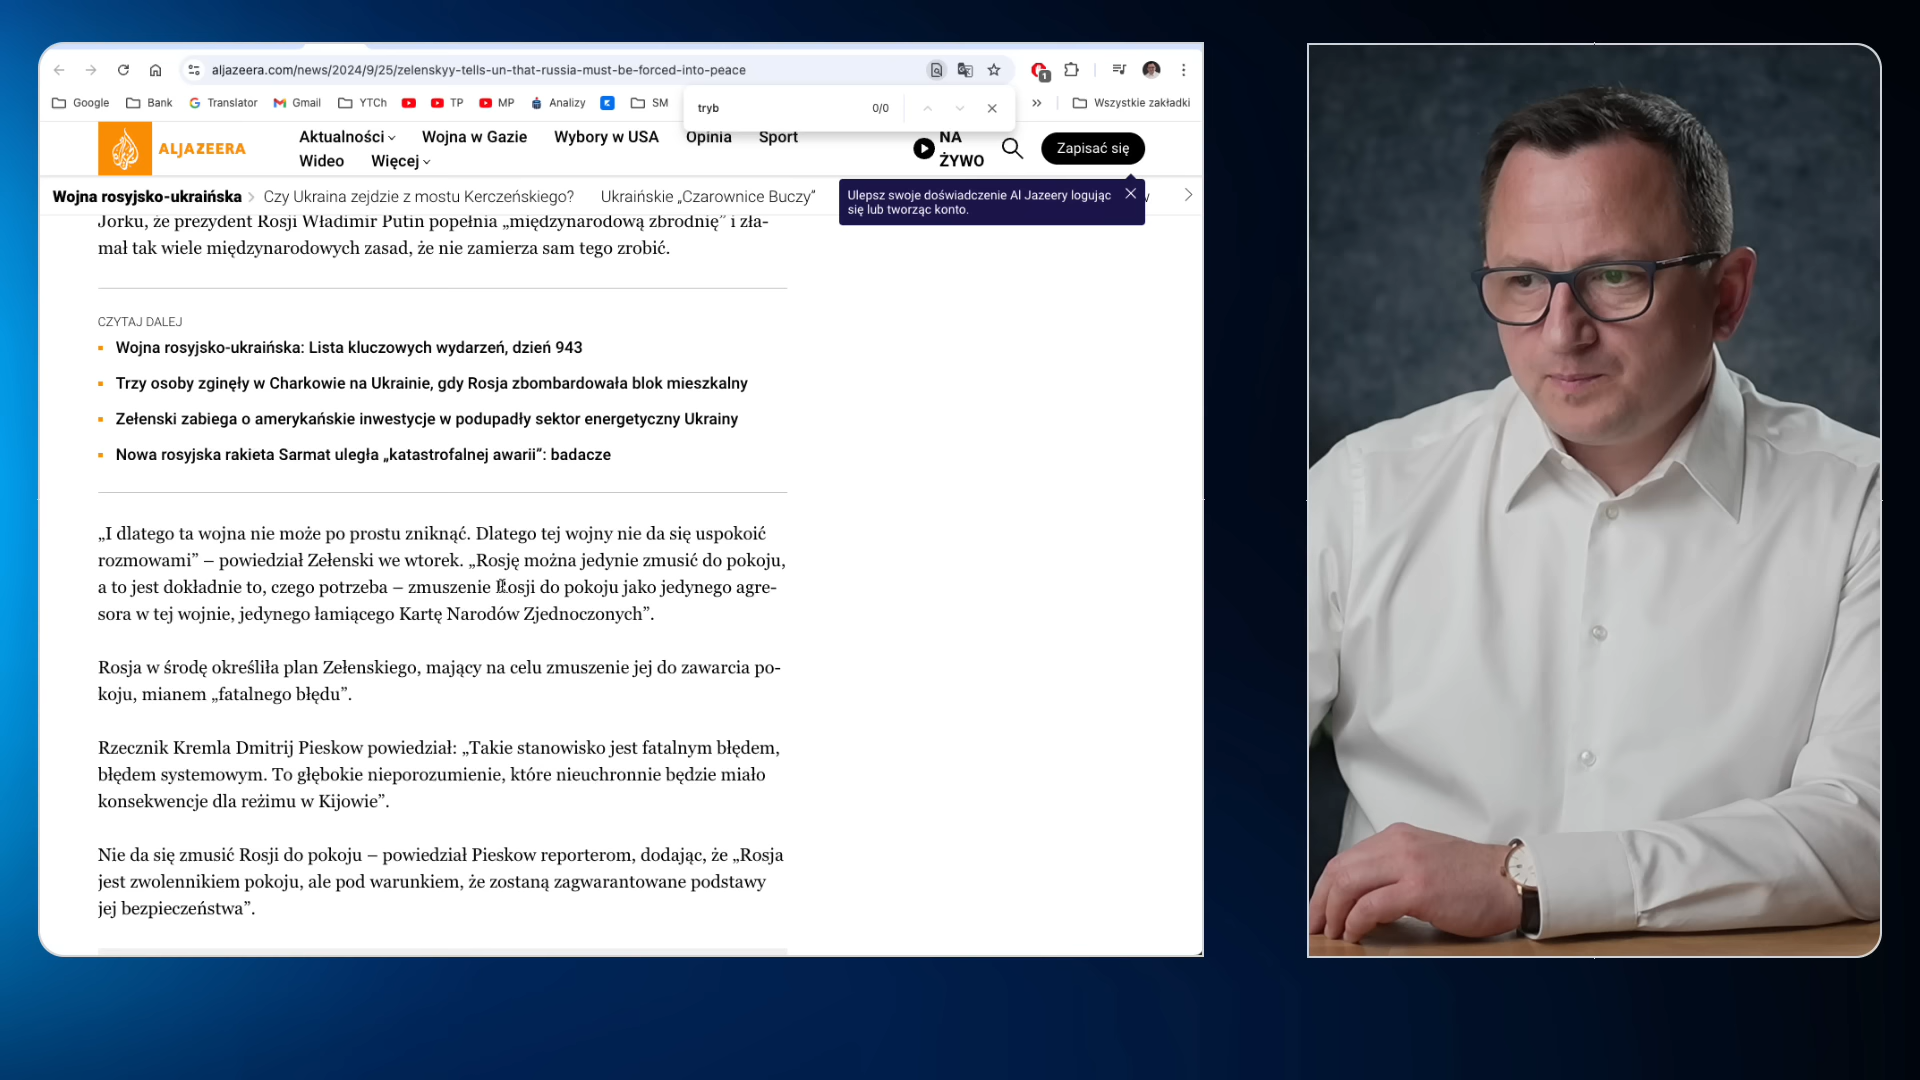 aljazeera.com/news/2024/9/25/zelenskyy-tells-un-that-russia-must-be-forced-into-peace
1
Google Bank Translator Gmail YTCh TP MP Analizy SM
tryb 0/0
Wszystkie zakładki
ALJAZEERA
Aktualności Wojna w Gazie Wybory w USA Opinia Sport
Wideo Więcej
NA
ŻYWO
Zapisać się
Wojna rosyjsko-ukraińska Czy Ukraina zejdzie z mostu Kerczeńskiego? Ukraińskie „Czarownice Buczy”
Ulepsz swoje doświadczenie Al Jazeery logując
się lub tworząc konto.
Jorku, że prezydent Rosji Władimir Putin popełnia „międzynarodową zbrodnię” i zła-
mał tak wiele międzynarodowych zasad, że nie zamierza sam tego zrobić.
CZYTAJ DALEJ
Wojna rosyjsko-ukraińska: Lista kluczowych wydarzeń, dzień 943
Trzy osoby zginęły w Charkowie na Ukrainie, gdy Rosja zbombardowała blok mieszkalny
Zełenski zabiega o amerykańskie inwestycje w podupadły sektor energetyczny Ukrainy
Nowa rosyjska rakieta Sarmat uległa „katastrofalnej awarii”: badacze
„I dlatego ta wojna nie może po prostu zniknąć. Dlatego tej wojny nie da się uspokoić
rozmowami” – powiedział Zełenski we wtorek. „Rosję można jedynie zmusić do pokoju,
a to jest dokładnie to, czego potrzeba – zmuszenie Rosji do pokoju jako jedynego agre-
sora w tej wojnie, jedynego łamiącego Kartę Narodów Zjednoczonych”.
Rosja w środę określiła plan Zełenskiego, mający na celu zmuszenie jej do zawarcia po-
koju, mianem „fatalnego błędu”.
Rzecznik Kremla Dmitrij Pieskow powiedział: „Takie stanowisko jest fatalnym błędem,
błędem systemowym. To głębokie nieporozumienie, które nieuchronnie będzie miało
konsekwencje dla reżimu w Kijowie”.
Nie da się zmusić Rosji do pokoju – powiedział Pieskow reporterom, dodając, że „Rosja
jest zwolennikiem pokoju, ale pod warunkiem, że zostaną zagwarantowane podstawy
jej bezpieczeństwa”.